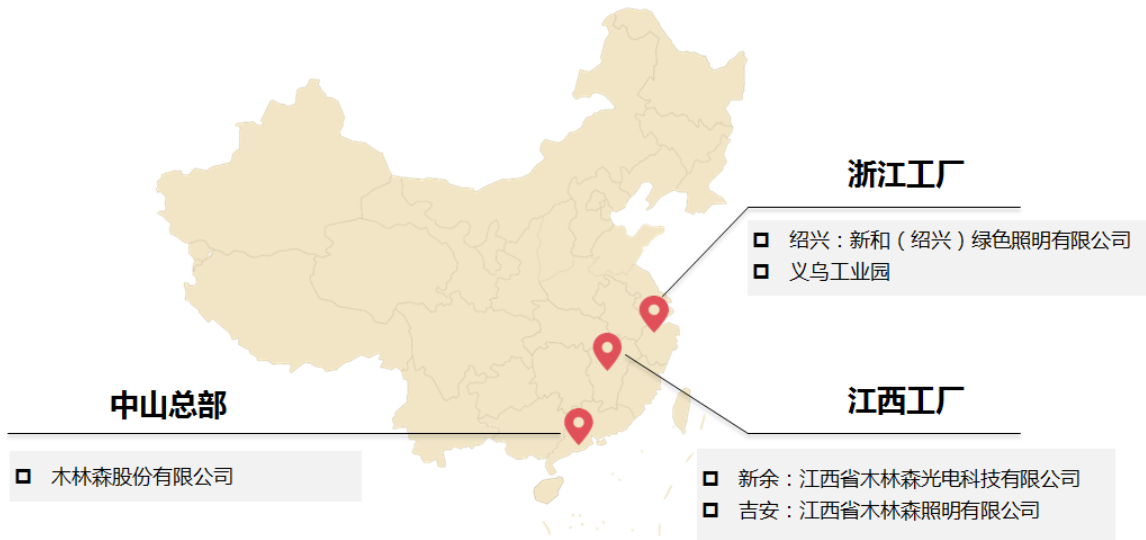 浙江工厂
绍兴：新和（绍兴）绿色照明有限公司
义乌工业园
中山总部
木林森股份有限公司
江西工厂
新余：江西省木林森光电科技有限公司
吉安：江西省木林森照明有限公司